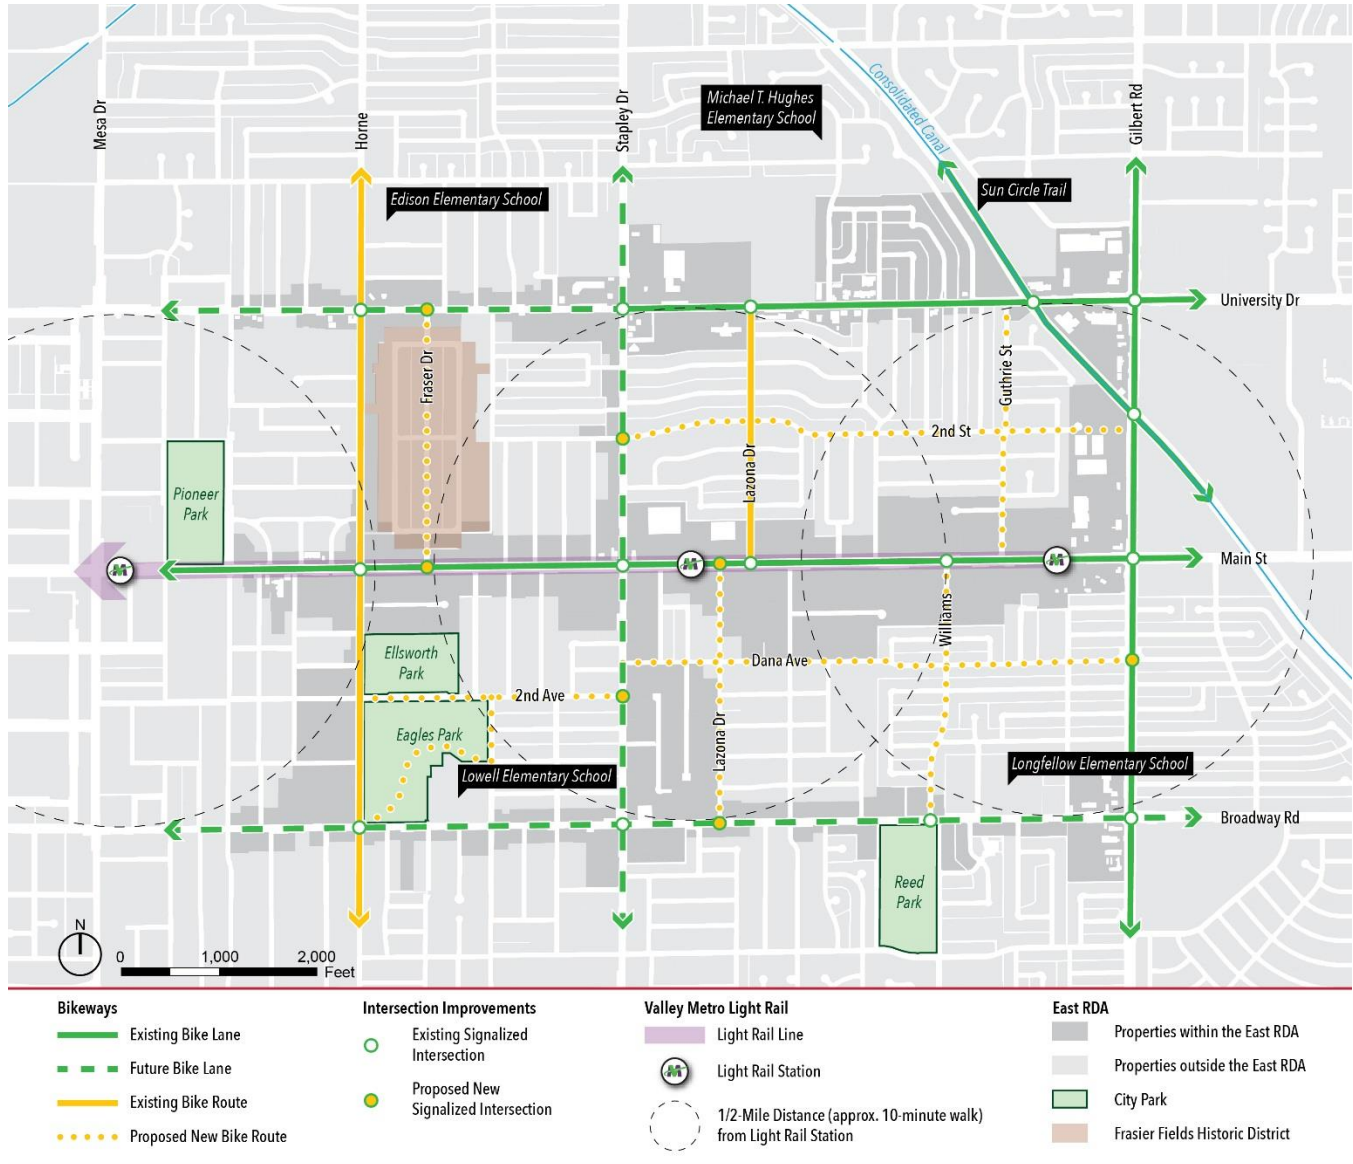 Mesa Dr
Horne
Stapley Dr
Michael T. Hughes
Elementary School
Consolidated Canal
Gilbert Rd
Edison Elementary School
Sun Circle Trail
University Dr
Fraser Dr
Guthrie St
2nd St
Lazona Dr
Pioneer
Park
M
M
M
Main St
Williams
Ellsworth
Park
Dana Ave
2nd Ave
Eagles Park
Lazona Dr
Lowell Elementary School
Longfellow Elementary School
Broadway Rd
Reed
Park
N
0 1,000 2,000
Feet
Bikeways
Existing Bike Lane
Future Bike Lane
Existing Bike Route
Proposed New Bike Route
Intersection Improvements
Existing Signalized
Intersection
Proposed New
Signalized Intersection
Valley Metro Light Rail
Light Rail Line
M
Light Rail Station
1/2-Mile Distance (approx. 10-minute walk)
from Light Rail Station
East RDA
Properties within the East RDA
Properties outside the East RDA
City Park
Frasier Fields Historic District